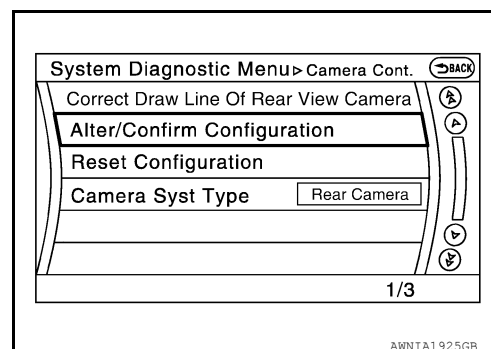 System Diagnostic Menu▷Camera Cont. BACK
Correct Draw Line Of Rear View Camera
Alter/Confirm Configuration
Reset Configuration
Camera Syst Type Rear Camera
1/3
AWNIA1925GB